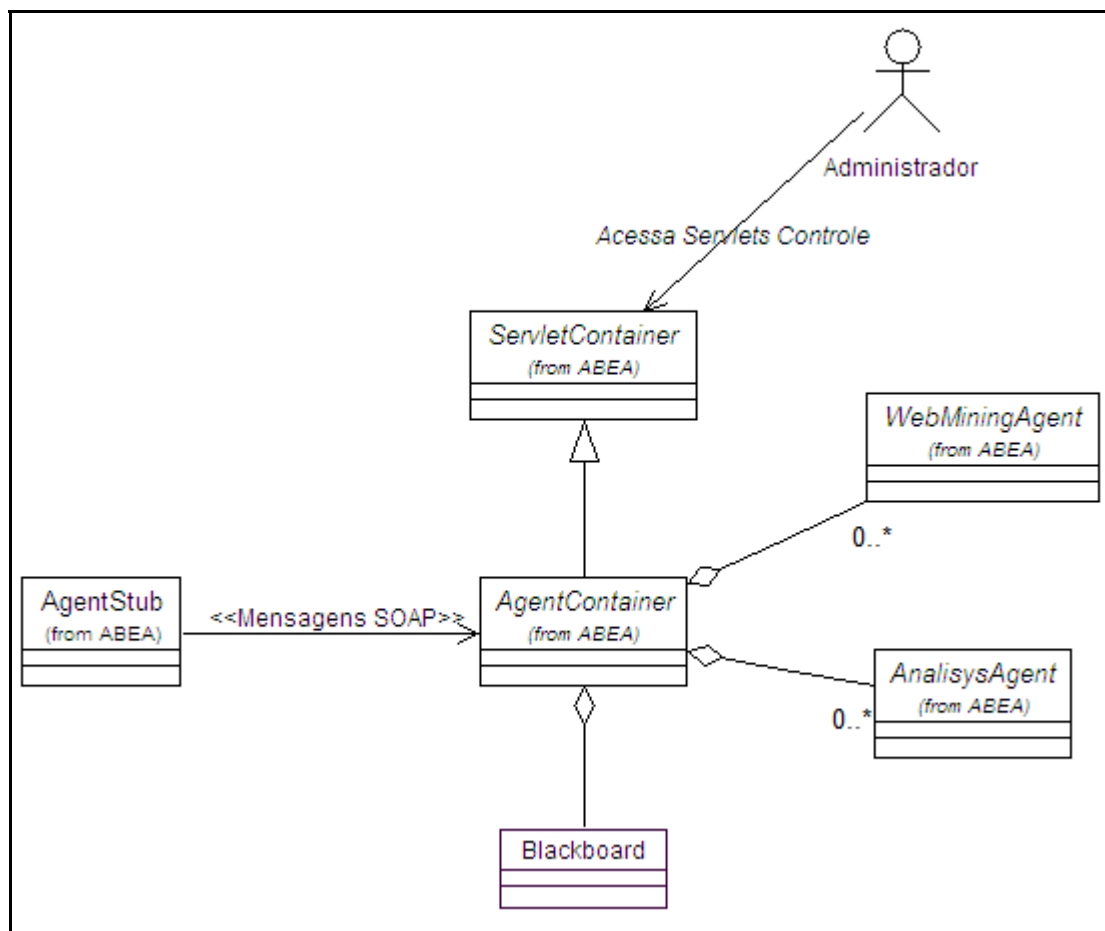 Administrador
Acessa Servlets Controle
ServletContainer
(from ABEA)
WebMiningAgent
(from ABEA)
0..*
AgentStub
(from ABEA)
<<Mensagens SOAP>>
AgentContainer
(from ABEA)
AnalisysAgent
(from ABEA)
0..*
Blackboard